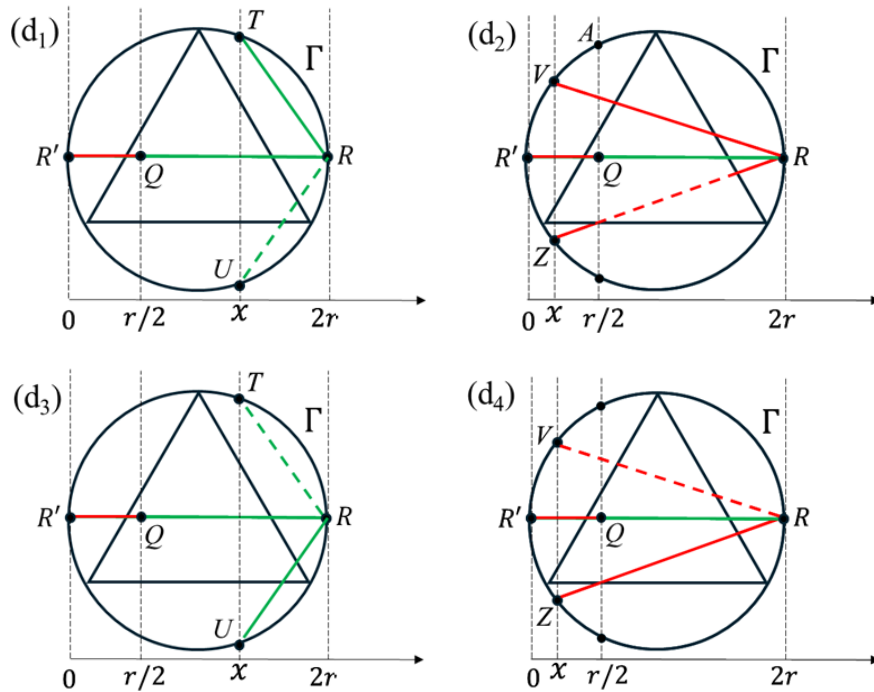 (d₁) T Γ
R′ Q R
U
0 r/2 x 2r
(d₂) A Γ
V
R′ Q R
Z
0 x r/2 2r
(d₃) T Γ
R′ Q R
U
0 r/2 x 2r
(d₄) Γ
V
R′ Q R
Z
0 x r/2 2r